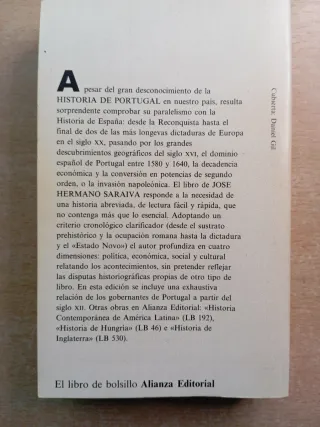 A pesar del gran desconocimiento de la
HISTORIA DE PORTUGAL en nuestro país, resulta
sorprendente comprobar su paralelismo con la
Historia de España: desde la Reconquista hasta el
final de dos de las más longevas dictaduras de Europa
en el siglo XX, pasando por los grandes
descubrimientos geográficos del siglo XVI, el dominio
español de Portugal entre 1580 y 1640, la decadencia
económica y la conversión en potencias de segundo
orden, o la invasión napoleónica. El libro de JOSE
HERMANO SARAIVA responde a la necesidad de
una historia abreviada, de lectura fácil y rápida, que
no contenga más que lo esencial. Adoptando un
criterio cronológico clarificador (desde el sustrato
prehistórico y la ocupación romana hasta la dictadura
y el «Estado Novo») el autor profundiza en cuatro
dimensiones: política, económica, social y cultural
relatando los acontecimientos, sin pretender reflejar
las disputas historiográficas propias de otro tipo de
libro. En esta edición se incluye una exhaustiva
relación de los gobernantes de Portugal a partir del
siglo XII. Otras obras en Alianza Editorial: «Historia
Contemporánea de América Latina» (LB 192),
«Historia de Hungría» (LB 46) e «Historia de
Inglaterra» (LB 530).
El libro de bolsillo Alianza Editorial
Cubierta: Daniel Gil